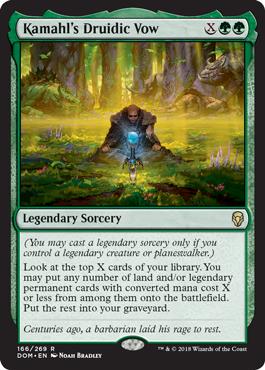 Kamahl's Druidic Vow X
Legendary Sorcery
(You may cast a legendary sorcery only if you
control a legendary creature or planeswalker.)
Look at the top X cards of your library. You
may put any number of land and/or legendary
permanent cards with converted mana cost X
or less from among them onto the battlefield.
Put the rest into your graveyard.
Centuries ago, a barbarian laid his rage to rest.
166/269 R
DOM • EN Noah Bradley
™ & © 2018 Wizards of the Coast